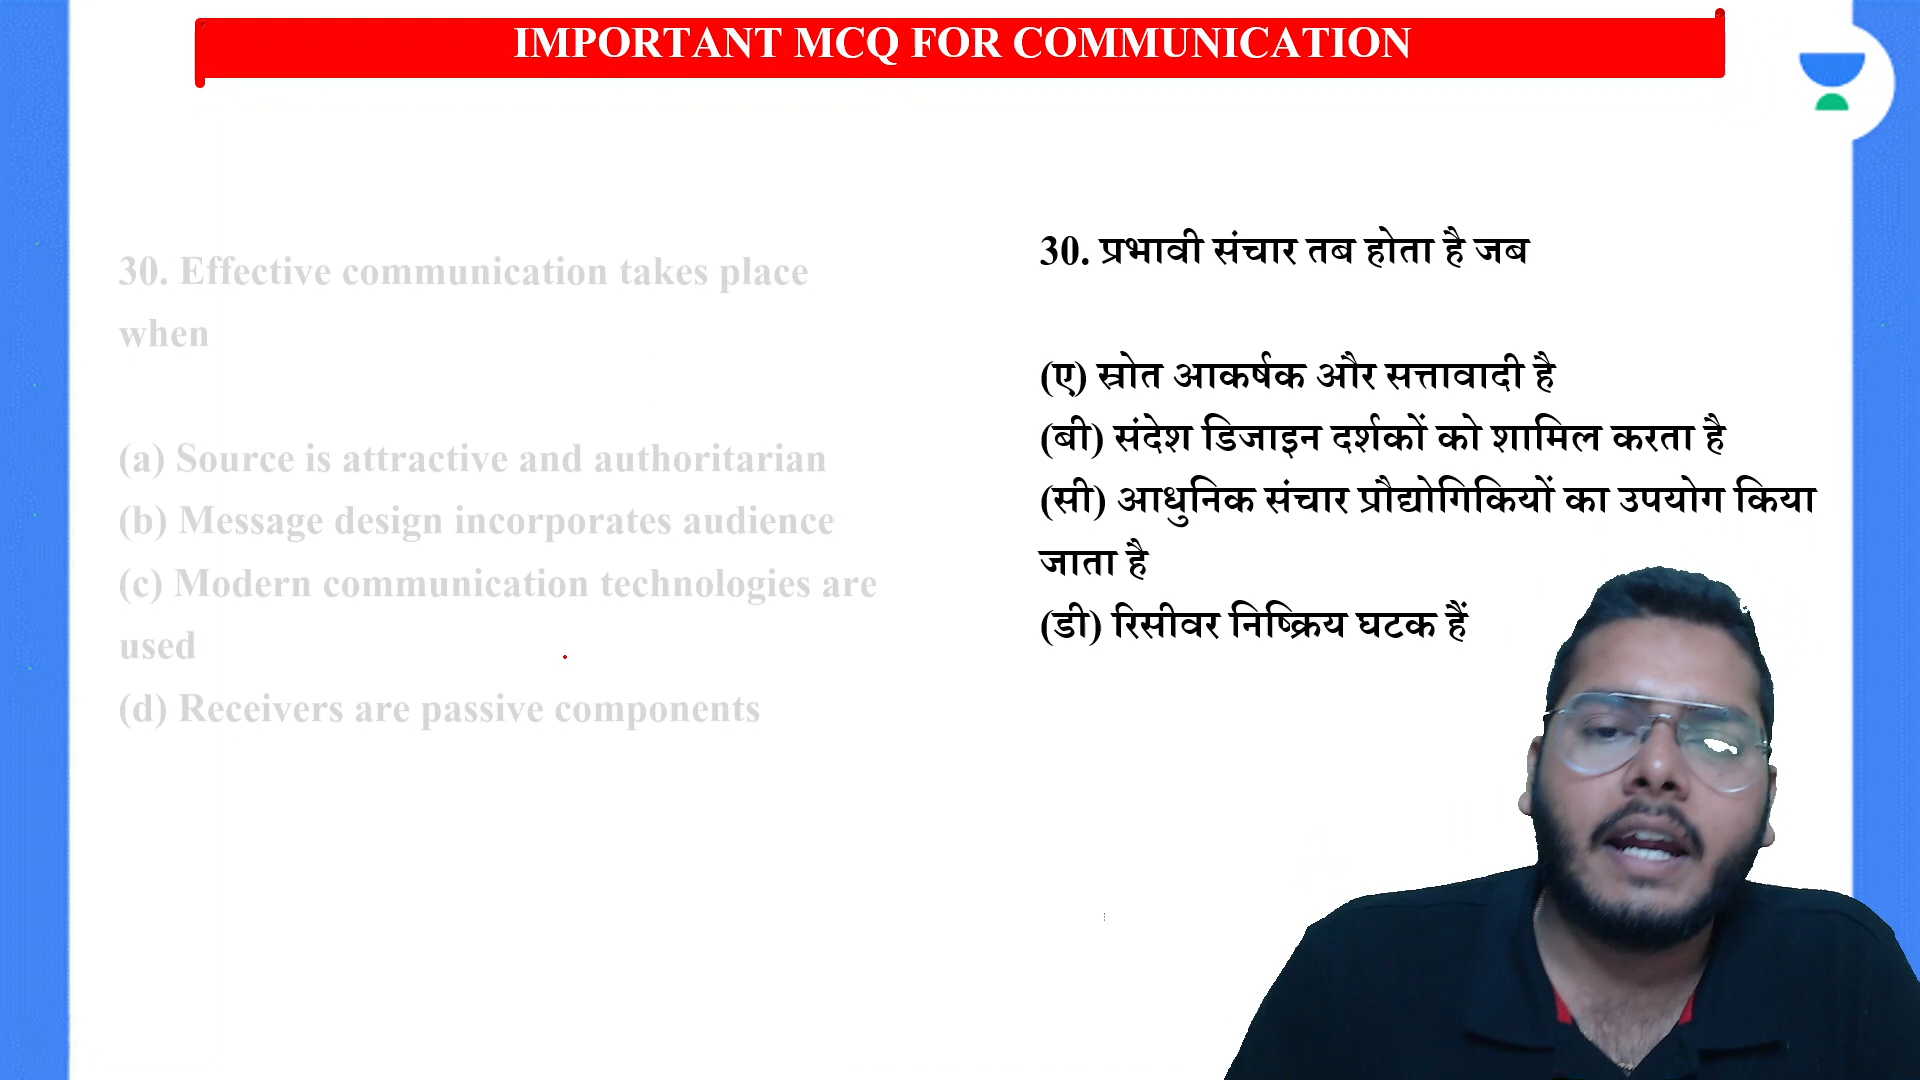 IMPORTANT MCQ FOR COMMUNICATION
30. Effective communication takes place
when
(a) Source is attractive and authoritarian
(b) Message design incorporates audience
(c) Modern communication technologies are
used
(d) Receivers are passive components
30. प्रभावी संचार तब होता है जब
(ए) स्रोत आकर्षक और सत्तावादी है
(बी) संदेश डिजाइन दर्शकों को शामिल करता है
(सी) आधुनिक संचार प्रौद्योगिकियों का उपयोग किया
जाता है
(डी) रिसीवर निष्क्रिय घटक हैं